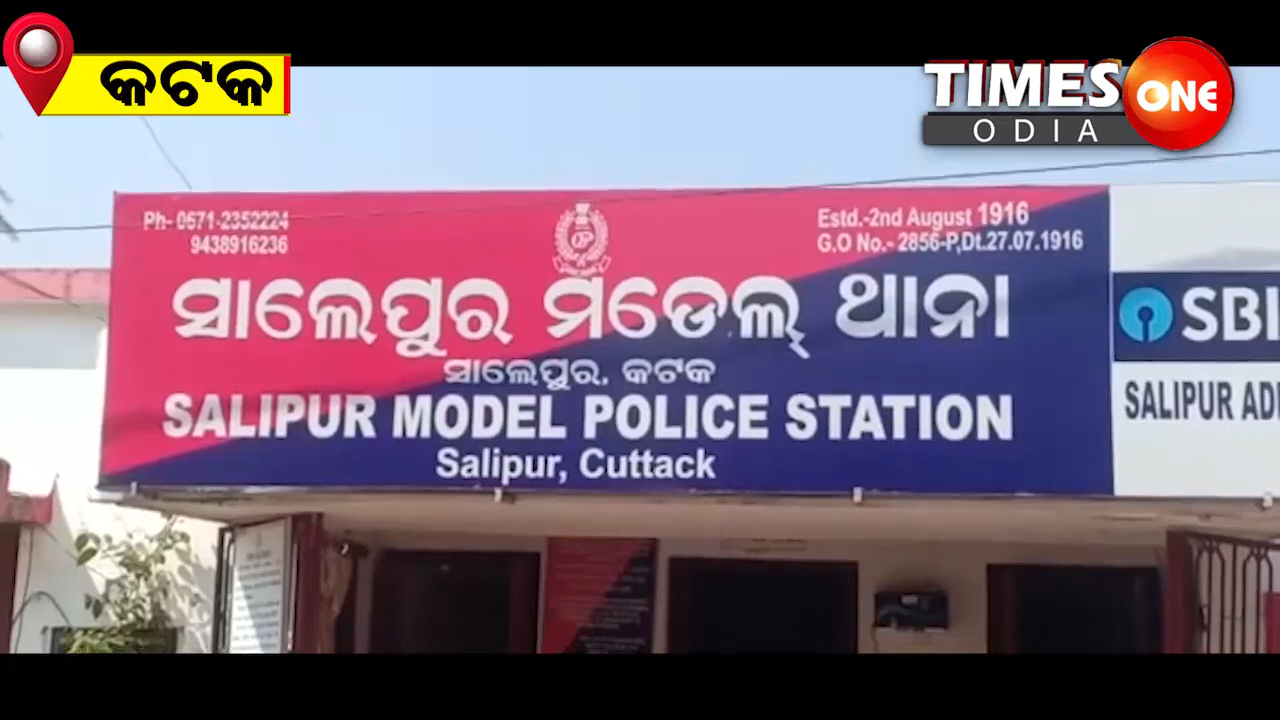 କଟକ
TIMES ONE
ODIA
Ph- 0671-2352224
9438916236
Estd.-2nd August 1916
G.O No.- 2856-P,Dt.27.07.1916
ସାଲେପୁର ମଡେଲ୍ ଥାନା
ସାଲେପୁର, କଟକ
SALIPUR MODEL POLICE STATION
Salipur, Cuttack
SBI
SALIPUR